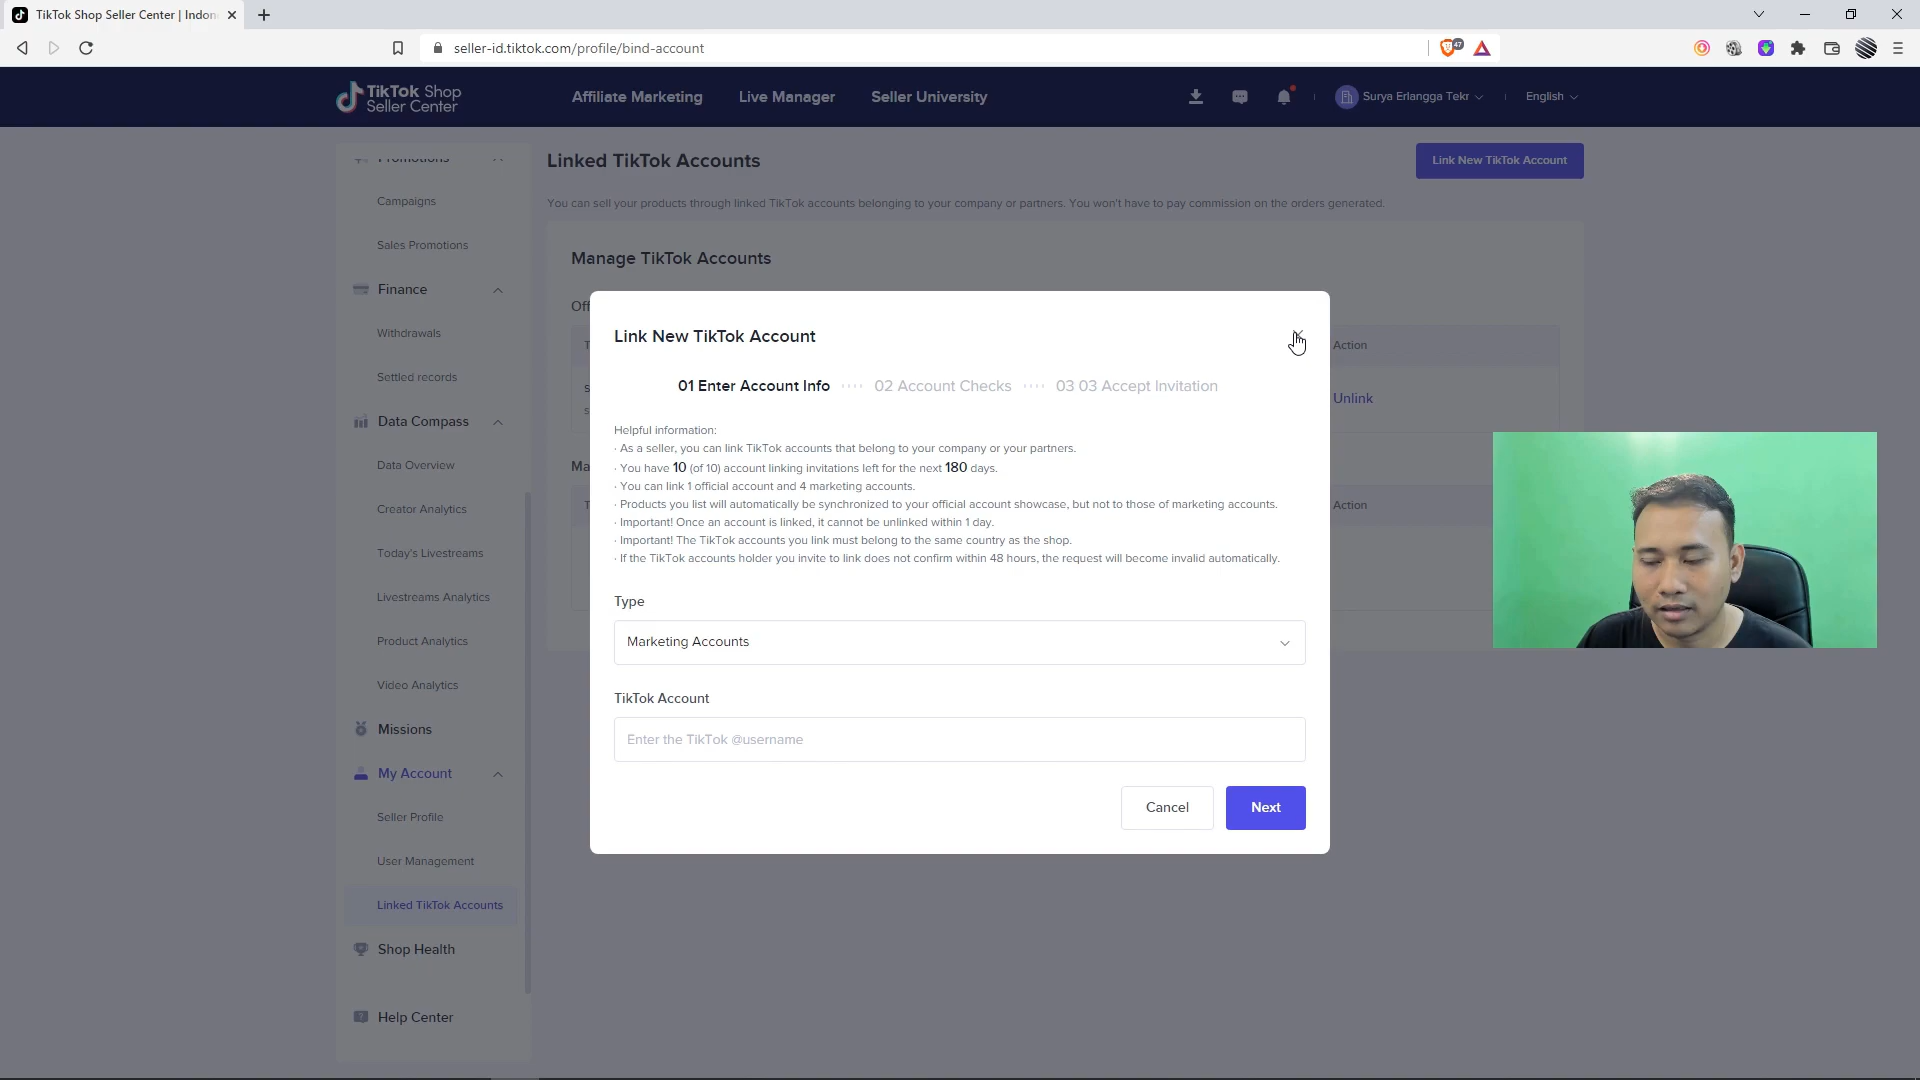 TikTok Shop Seller Center | Indon
seller-id.tiktok.com/profile/bind-account
47
TikTok Shop
Seller Center
Affiliate Marketing
Live Manager
Seller University
Surya Erlangga Tekr
English
Promotions
Campaigns
Sales Promotions
Finance
Withdrawals
Settled records
Data Compass
Data Overview
Creator Analytics
Today's Livestreams
Livestreams Analytics
Product Analytics
Video Analytics
Missions
My Account
Seller Profile
User Management
Linked TikTok Accounts
Shop Health
Help Center
Linked TikTok Accounts
Link New TikTok Account
You can sell your products through linked TikTok accounts belonging to your company or partners. You won't have to pay commission on the orders generated.
Manage TikTok Accounts
Off
T
Action
s
s
Unlink
Ma
T
Action
Link New TikTok Account
01 Enter Account Info ···· 02 Account Checks ···· 03 03 Accept Invitation
Helpful information:
· As a seller, you can link TikTok accounts that belong to your company or your partners.
· You have 10 (of 10) account linking invitations left for the next 180 days.
· You can link 1 official account and 4 marketing accounts.
· Products you list will automatically be synchronized to your official account showcase, but not to those of marketing accounts.
· Important! Once an account is linked, it cannot be unlinked within 1 day.
· Important! The TikTok accounts you link must belong to the same country as the shop.
· If the TikTok accounts holder you invite to link does not confirm within 48 hours, the request will become invalid automatically.
Type
Marketing Accounts
TikTok Account
Enter the TikTok @username
Cancel
Next